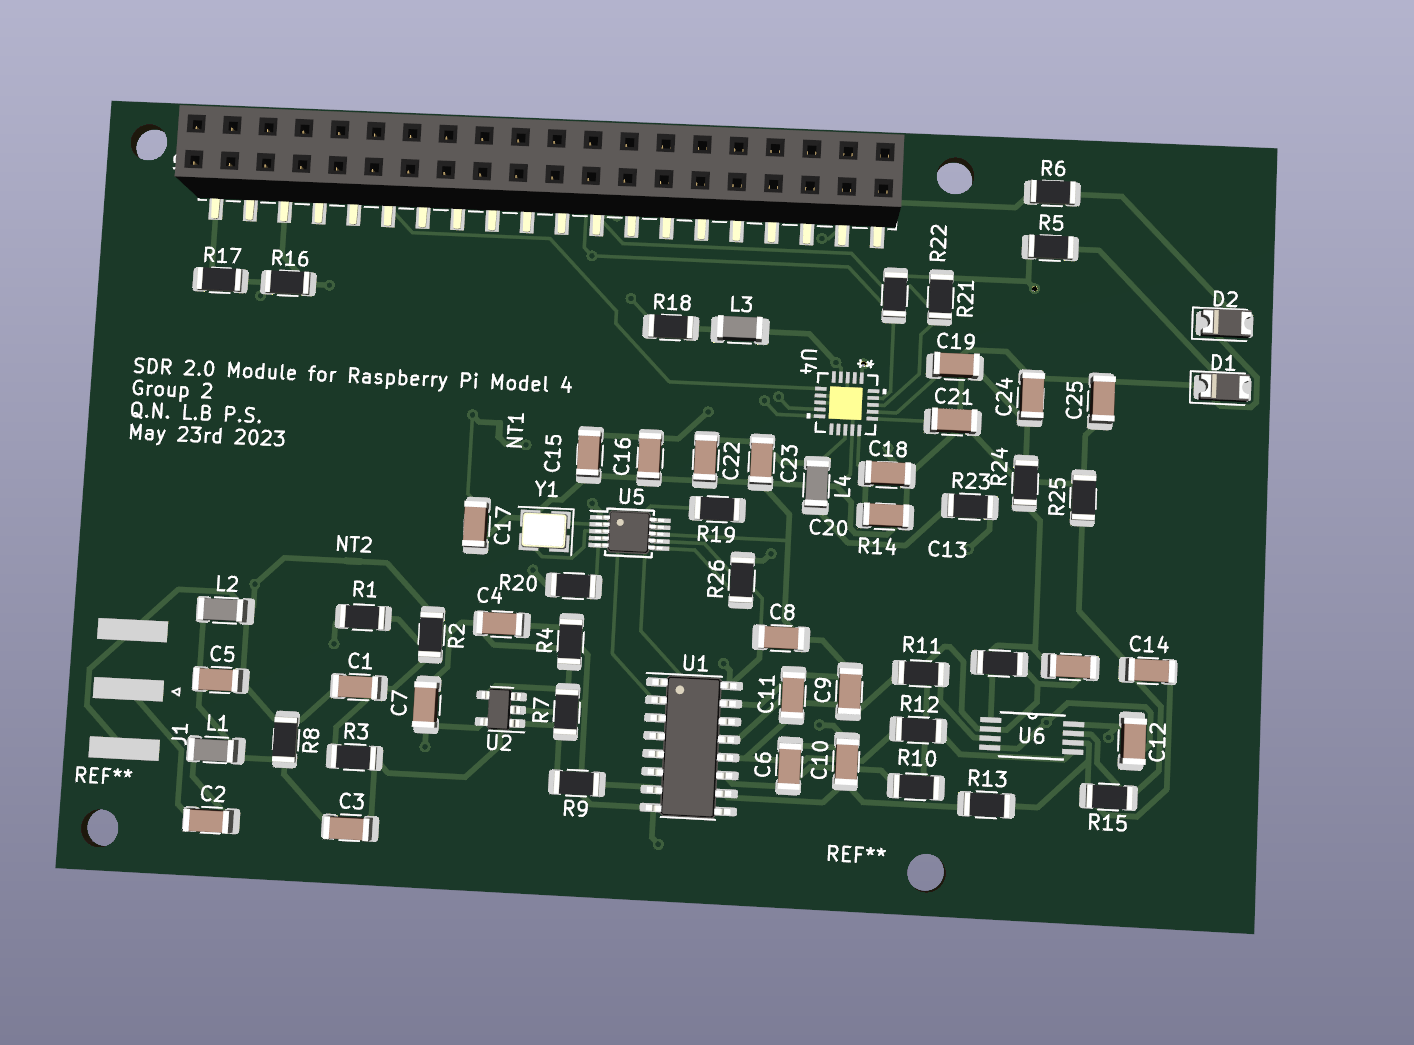 R6
R5
R22
R17
R16
R21
D2
R18
L3
C19
U4
D1
SDR 2.0 Module for Raspberry Pi Model 4
Group 2
Q.N. L.B P.S.
May 23rd 2023
C24
C25
C21
NT1
C15
C16
C22
C23
C18
R24
L4
R23
R25
Y1
U5
C17
R19
C20
R14
C13
NT2
R26
R20
L2
R1
C4
R2
R4
C8
U1
R11
C14
C5
C1
C7
C11
C9
R7
R12
J1
L1
R8
R3
U2
U6
C12
C6
C10
R10
R13
REF**
C2
C3
R9
R15
REF**